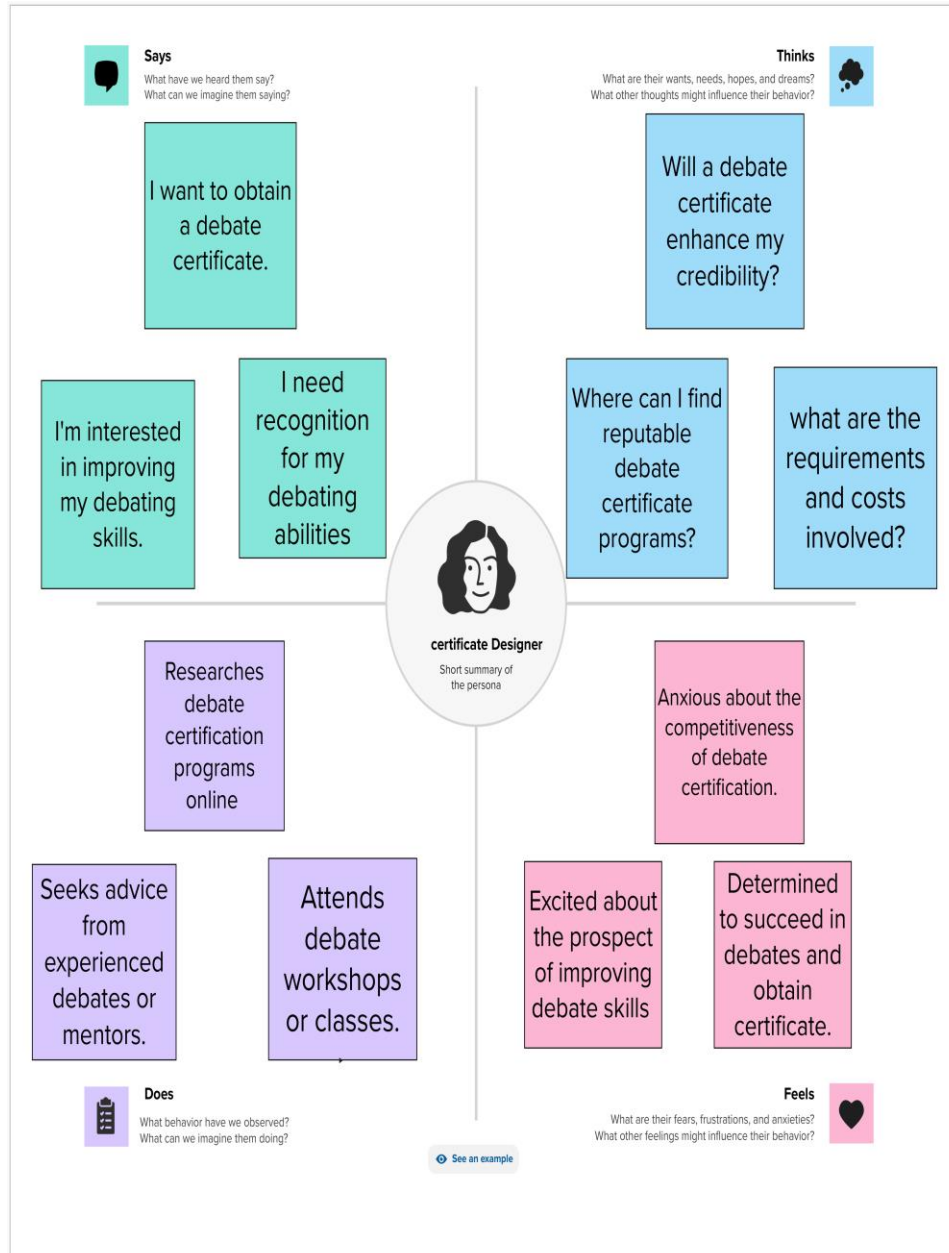 Says
What have we heard them say?
What can we imagine them saying?
I want to obtain
a debate
certificate.
I'm interested
in improving
my debating
skills.
I need
recognition
for my
debating
abilities
Thinks
What are their wants, needs, hopes, and dreams?
What other thoughts might influence their behavior?
Will a debate
certificate
enhance my
credibility?
Where can I find
reputable
debate
certificate
programs?
what are the
requirements
and costs
involved?
certificate Designer
Short summary of
the persona
Researches
debate
certification
programs
online
Seeks advice
from
experienced
debates or
mentors.
Attends
debate
workshops
or classes.
Does
What behavior have we observed?
What can we imagine them doing?
Anxious about the
competitiveness
of debate
certification.
Excited about
the prospect
of improving
debate skills
Determined
to succeed in
debates and
obtain
certificate.
Feels
What are their fears, frustrations, and anxieties?
What other feelings might influence their behavior?
See an example